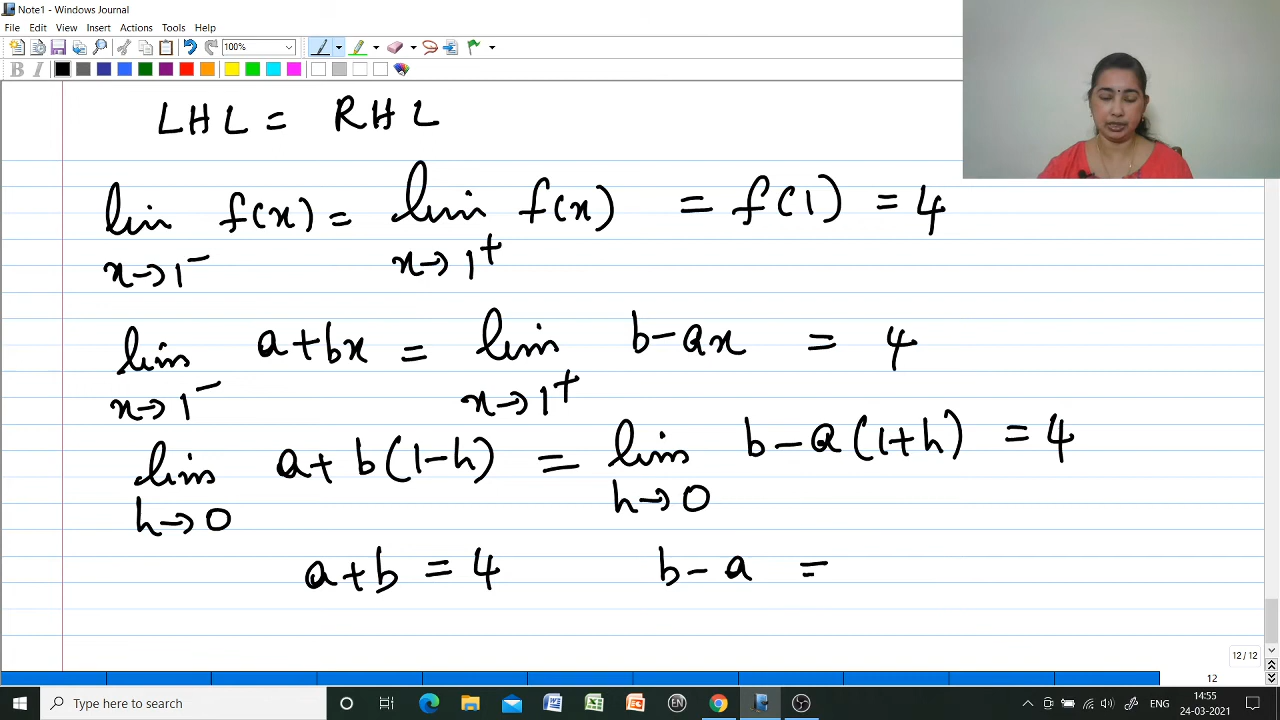 Note1 - Windows Journal
File Edit View Insert Actions Tools Help
100%
B I
LHL = RHL
lim f(x) = lim f(x) = f(1) = 4
x→1⁻ x→1⁺
lim a+bx = lim b-ax = 4
x→1⁻ x→1⁺
lim a+b(1-h) = lim b-a(1+h) = 4
h→0 h→0
a+b = 4 b-a =
12 / 12
12
Type here to search
EN
ENG
14:55
24-03-2021